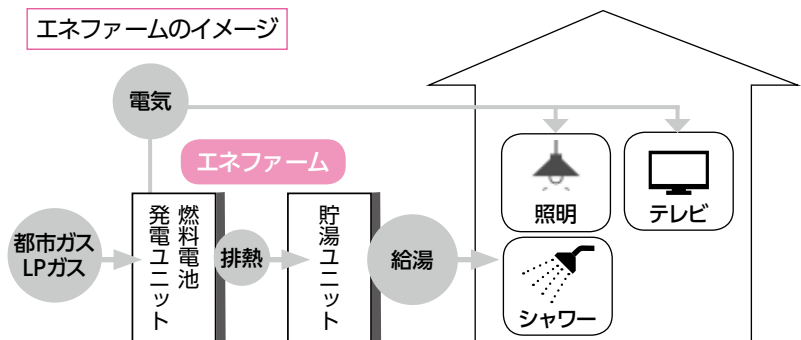 エネファームのイメージ
電気
エネファーム
都市ガス
LPガス
燃料電池
発電ユニット
排熱
貯湯ユニット
給湯
照明
テレビ
シャワー